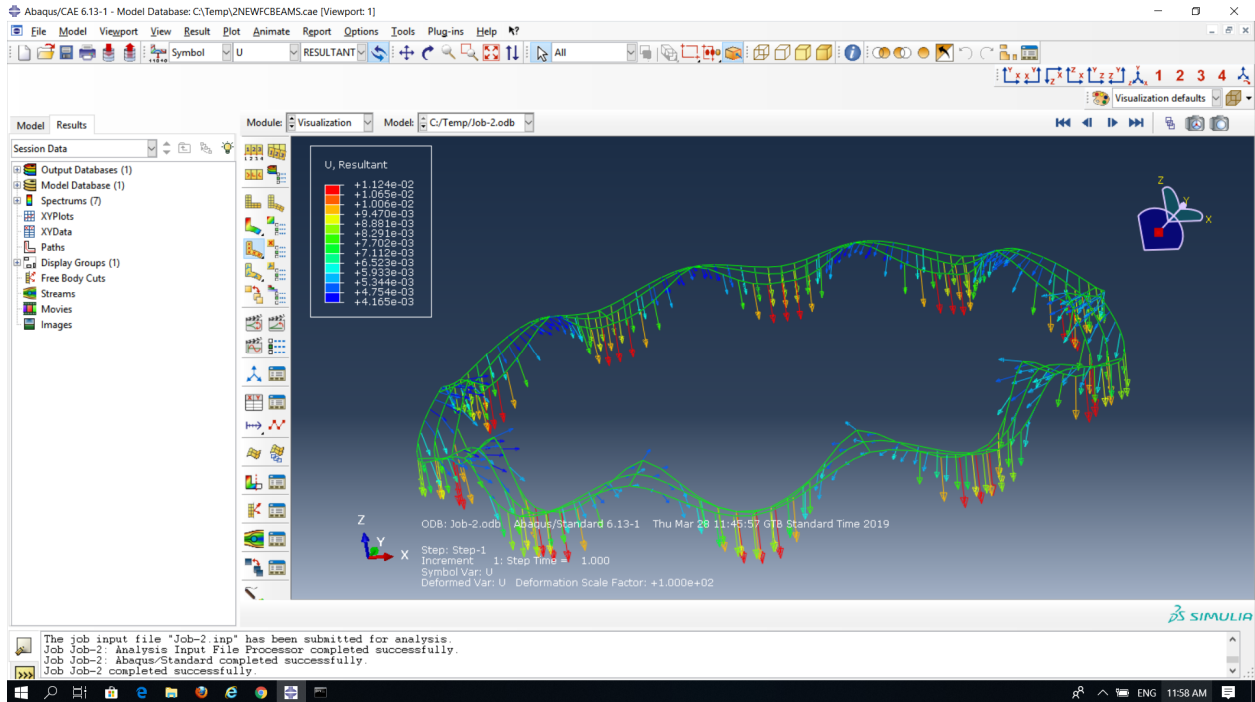 Abaqus/CAE 6.13-1 - Model Database: C:\Temp\2NEWFCBEAMS.cae [Viewport: 1]
File Model Viewport View Result Plot Animate Report Options Tools Plug-ins Help
Symbol U RESULTANT All
1 2 3 4
Visualization defaults
Model Results Module: Visualization Model: C:/Temp/Job-2.odb
Session Data
Output Databases (1)
Model Database (1)
Spectrums (7)
XYPlots
XYData
Paths
Display Groups (1)
Free Body Cuts
Streams
Movies
Images
U, Resultant
+1.124e-02
+1.065e-02
+1.006e-02
+9.470e-03
+8.881e-03
+8.291e-03
+7.702e-03
+7.112e-03
+6.523e-03
+5.933e-03
+5.344e-03
+4.754e-03
+4.165e-03
Z
Y
X
Z
Y
X
ODB: Job-2.odb Abaqus/Standard 6.13-1 Thu Mar 28 11:45:57 GTB Standard Time 2019
Step: Step-1
Increment 1: Step Time = 1.000
Symbol Var: U
Deformed Var: U Deformation Scale Factor: +1.000e+02
SIMULIA
The job input file "Job-2.inp" has been submitted for analysis.
Job Job-2: Analysis Input File Processor completed successfully.
Job Job-2: Abaqus/Standard completed successfully.
Job Job-2 completed successfully.
ENG 11:58 AM